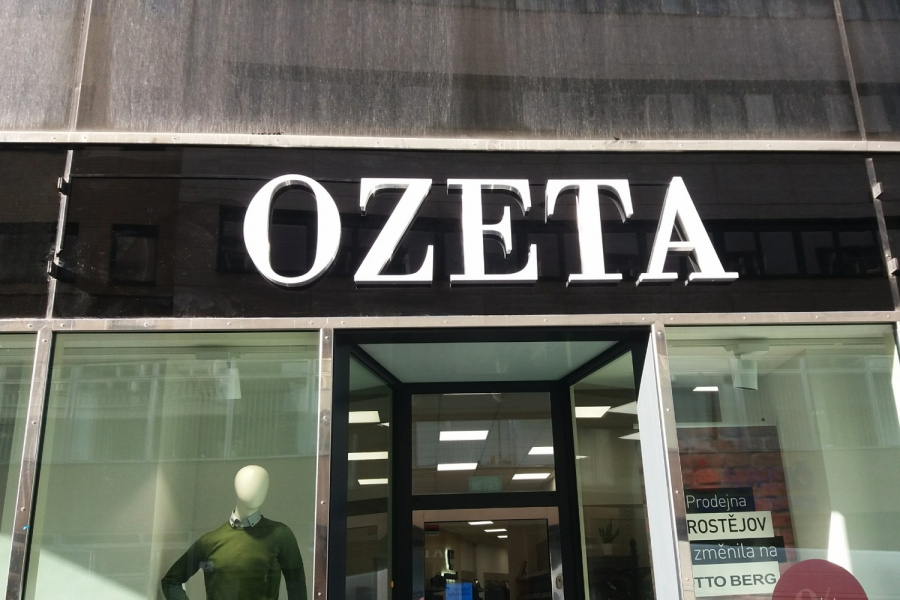 OZETA
Prodejna
ROSTĚJOV
změnila na
TTO BERG